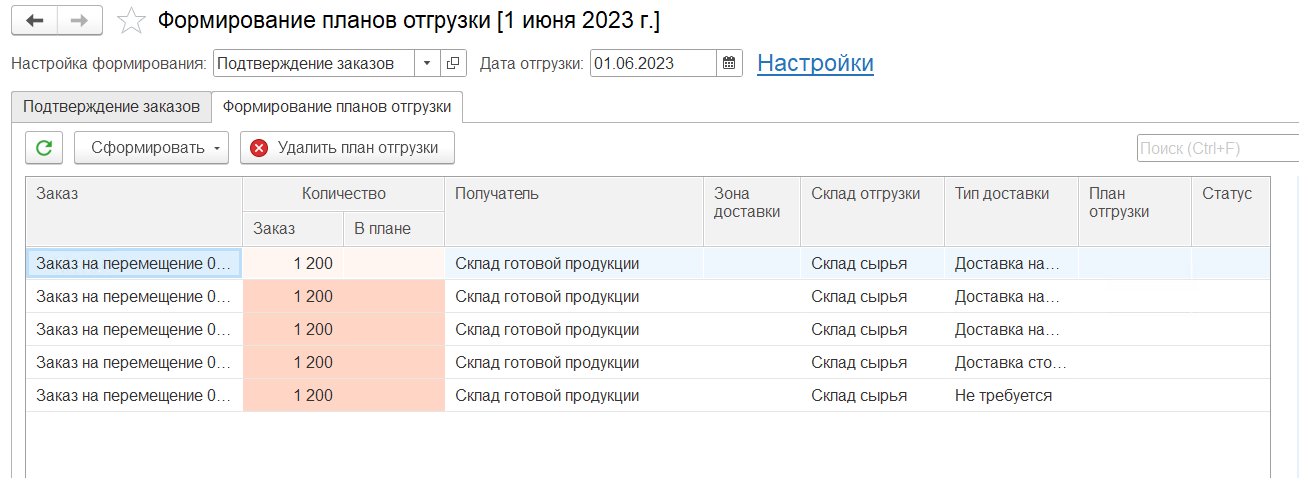 Формирование планов отгрузки [1 июня 2023 г.]
Настройка формирования: Подтверждение заказов Дата отгрузки: 01.06.2023 Настройки
Подтверждение заказов Формирование планов отгрузки
Сформировать Удалить план отгрузки Поиск (Ctrl+F)
Заказ Количество Получатель Зона доставки Склад отгрузки Тип доставки План отгрузки Статус
Заказ В плане
Заказ на перемещение 0... 1 200 Склад готовой продукции Склад сырья Доставка на...
Заказ на перемещение 0... 1 200 Склад готовой продукции Склад сырья Доставка на...
Заказ на перемещение 0... 1 200 Склад готовой продукции Склад сырья Доставка на...
Заказ на перемещение 0... 1 200 Склад готовой продукции Склад сырья Доставка сто...
Заказ на перемещение 0... 1 200 Склад готовой продукции Склад сырья Не требуется